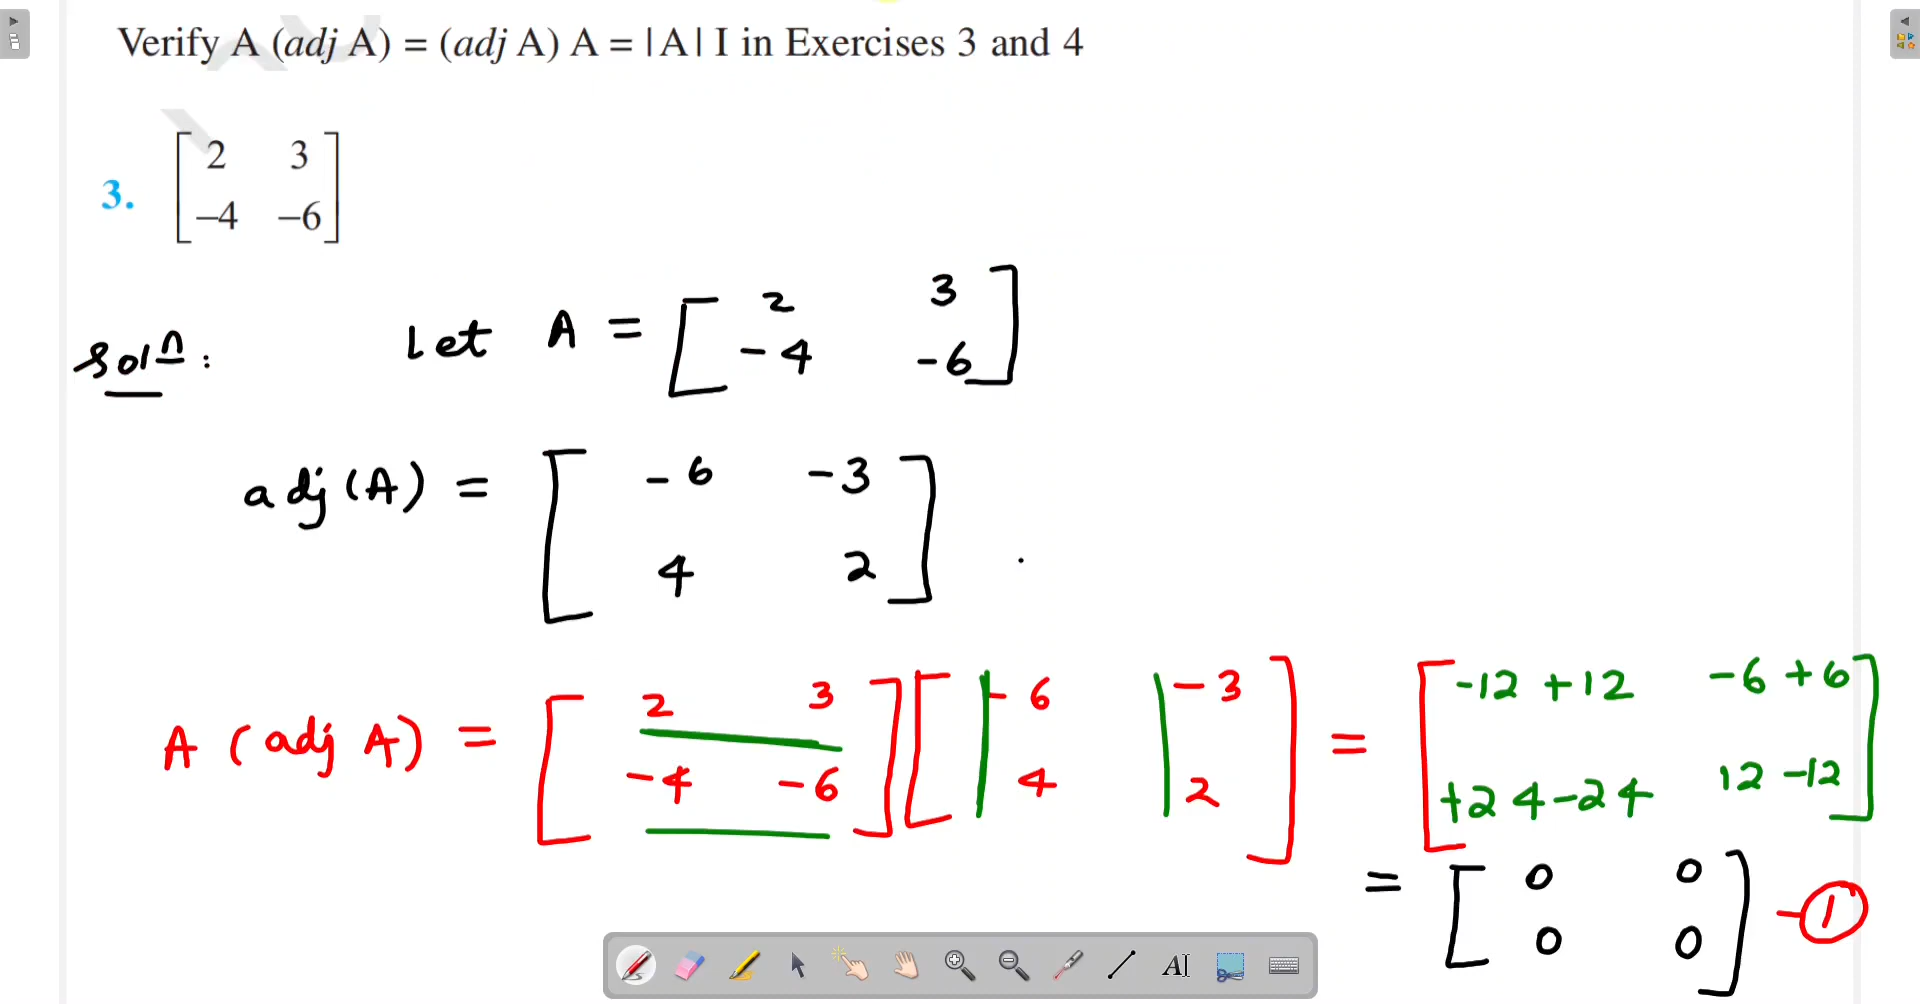 Verify A (adj A) = (adj A) A = |A| I in Exercises 3 and 4
3. [ 2 3
–4 –6 ]
Soln : Let A = [ 2 3
-4 -6 ]
adj(A) = [ -6 -3
4 2 ] .
A (adj A) = [ 2 3
-4 -6 ] [ -6 -3
4 2 ] = [ -12 +12 -6 +6
+24-24 12 -12 ]
= [ 0 0
0 0 ] -①